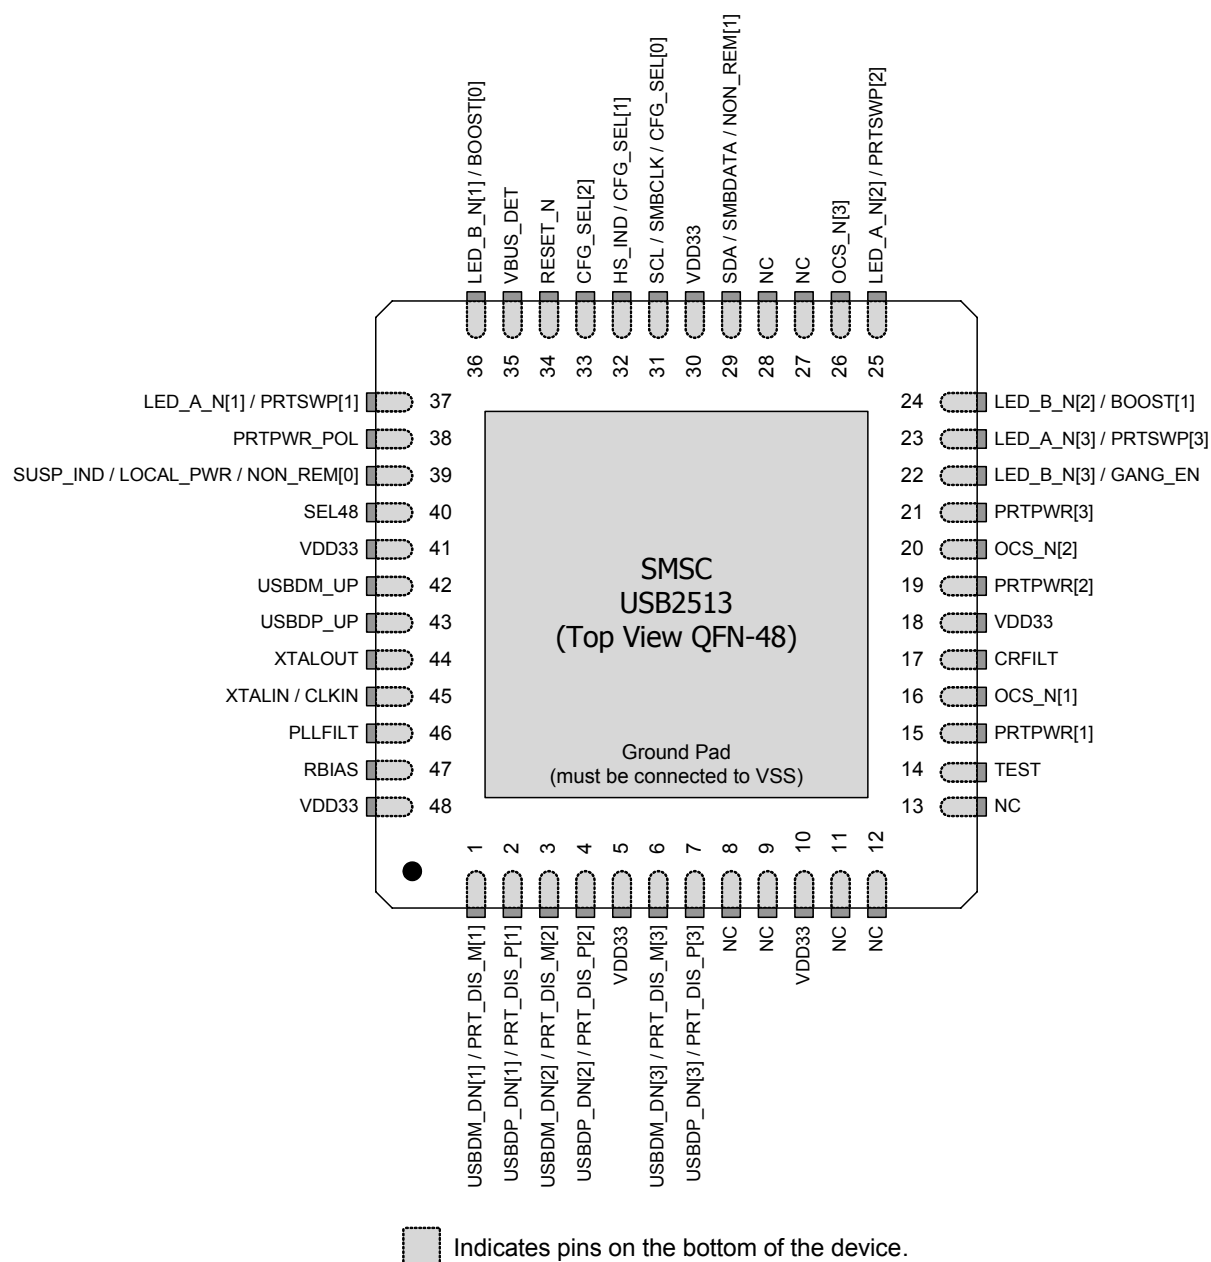 LED_B_N[1] / BOOST[0]
VBUS_DET
RESET_N
CFG_SEL[2]
HS_IND / CFG_SEL[1]
SCL / SMBCLK / CFG_SEL[0]
VDD33
SDA / SMBDATA / NON_REM[1]
NC
NC
OCS_N[3]
LED_A_N[2] / PRTSWP[2]
36
35
34
33
32
31
30
29
28
27
26
25
LED_A_N[1] / PRTSWP[1] 37
PRTPWR_POL 38
SUSP_IND / LOCAL_PWR / NON_REM[0] 39
SEL48 40
VDD33 41
USBDM_UP 42
USBDP_UP 43
XTALOUT 44
XTALIN / CLKIN 45
PLLFILT 46
RBIAS 47
VDD33 48
SMSC
USB2513
(Top View QFN-48)
Ground Pad
(must be connected to VSS)
24 LED_B_N[2] / BOOST[1]
23 LED_A_N[3] / PRTSWP[3]
22 LED_B_N[3] / GANG_EN
21 PRTPWR[3]
20 OCS_N[2]
19 PRTPWR[2]
18 VDD33
17 CRFILT
16 OCS_N[1]
15 PRTPWR[1]
14 TEST
13 NC
1
2
3
4
5
6
7
8
9
10
11
12
USBDM_DN[1] / PRT_DIS_M[1]
USBDP_DN[1] / PRT_DIS_P[1]
USBDM_DN[2] / PRT_DIS_M[2]
USBDP_DN[2] / PRT_DIS_P[2]
VDD33
USBDM_DN[3] / PRT_DIS_M[3]
USBDP_DN[3] / PRT_DIS_P[3]
NC
NC
VDD33
NC
NC
Indicates pins on the bottom of the device.